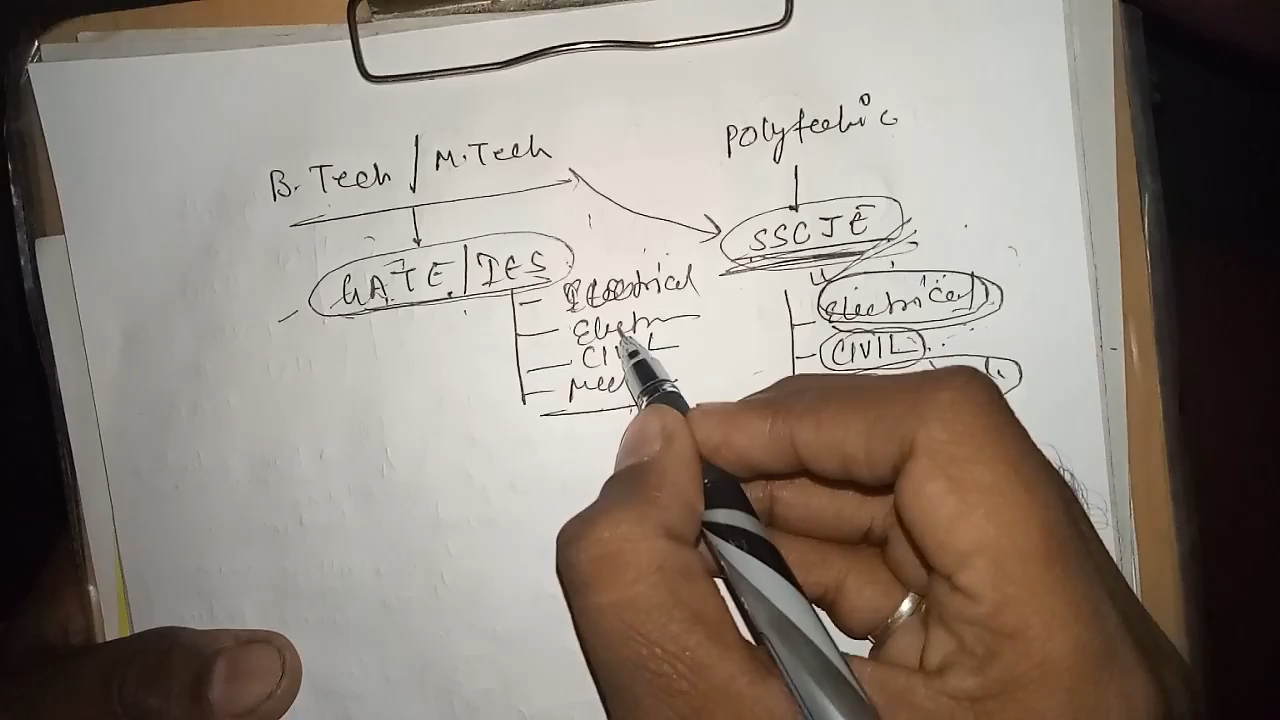 B. Tech / M.Tech
Polytechnic
GATE / IES
SSC JE
Electrical
CIVIL
electrical
CIVIL